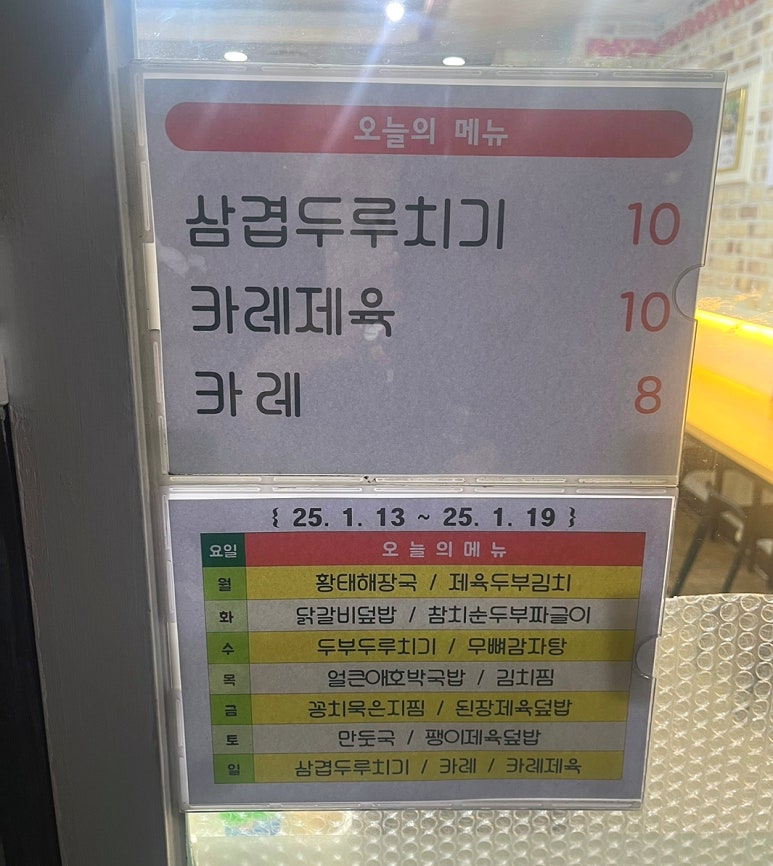 오늘의 메뉴
삼겹두루치기 10
카레제육 10
카레 8
{ 25. 1. 13 ~ 25. 1. 19 }
요일 오늘의메뉴
월 황태해장국 / 제육두부김치
화 닭갈비덮밥 / 참치순두부파글이
수 두부두루치기 / 우뼈감자탕
목 얼큰애호박국밥 / 김치찜
금 꽁치묵은지찜 / 된장제육덮밥
토 만둣국 / 팽이제육덮밥
일 삼겹두루치기 / 카레 / 카레제육